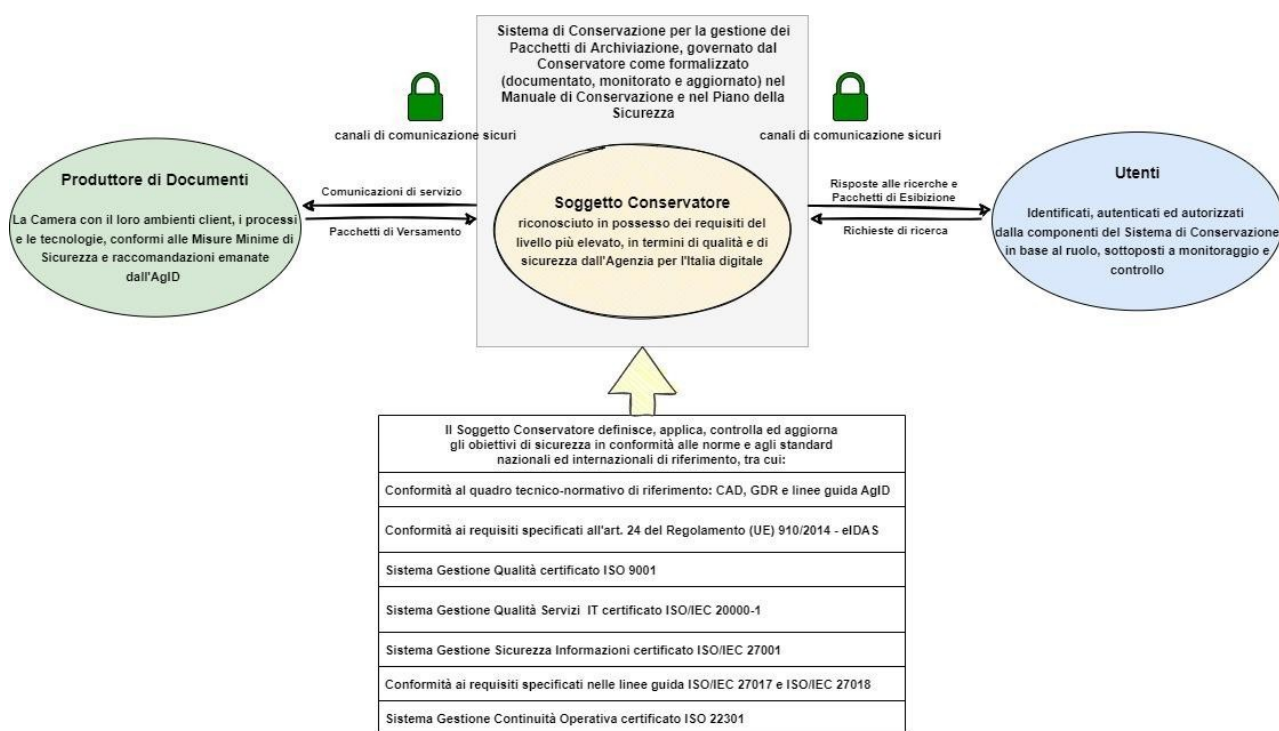 Sistema di Conservazione per la gestione dei
Pacchetti di Archiviazione, governato dal
Conservatore come formalizzato
(documentato, monitorato e aggiornato) nel
Manuale di Conservazione e nel Piano della
Sicurezza
canali di comunicazione sicuri
canali di comunicazione sicuri
Produttore di Documenti
La Camera con il loro ambienti client, i processi
e le tecnologie, conformi alle Misure Minime di
Sicurezza e raccomandazioni emanate
dall'AgID
Comunicazioni di servizio
Pacchetti di Versamento
Soggetto Conservatore
riconosciuto in possesso dei requisiti del
livello più elevato, in termini di qualità e di
sicurezza dall'Agenzia per l'Italia digitale
Risposte alle ricerche e
Pacchetti di Esibizione
Richieste di ricerca
Utenti
Identificati, autenticati ed autorizzati
dalla componenti del Sistema di Conservazione
in base al ruolo, sottoposti a monitoraggio e
controllo
Il Soggetto Conservatore definisce, applica, controlla ed aggiorna
gli obiettivi di sicurezza in conformità alle norme e agli standard
nazionali ed internazionali di riferimento, tra cui:
Conformità al quadro tecnico-normativo di riferimento: CAD, GDR e linee guida AgID
Conformità ai requisiti specificati all'art. 24 del Regolamento (UE) 910/2014 - eIDAS
Sistema Gestione Qualità certificato ISO 9001
Sistema Gestione Qualità Servizi IT certificato ISO/IEC 20000-1
Sistema Gestione Sicurezza Informazioni certificato ISO/IEC 27001
Conformità ai requisiti specificati nelle linee guida ISO/IEC 27017 e ISO/IEC 27018
Sistema Gestione Continuità Operativa certificato ISO 22301